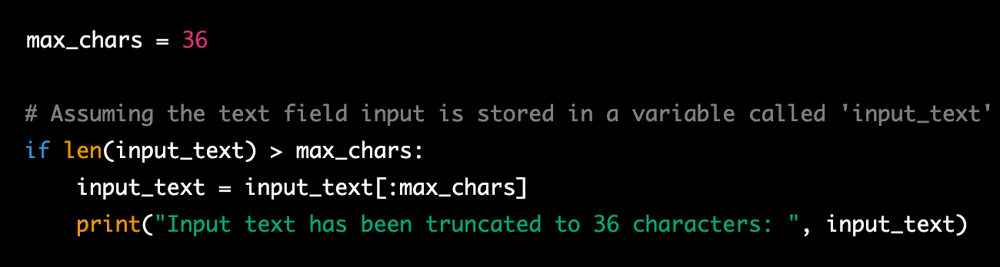 max_chars = 36
# Assuming the text field input is stored in a variable called 'input_text'
if len(input_text) > max_chars:
    input_text = input_text[:max_chars]
    print("Input text has been truncated to 36 characters: ", input_text)